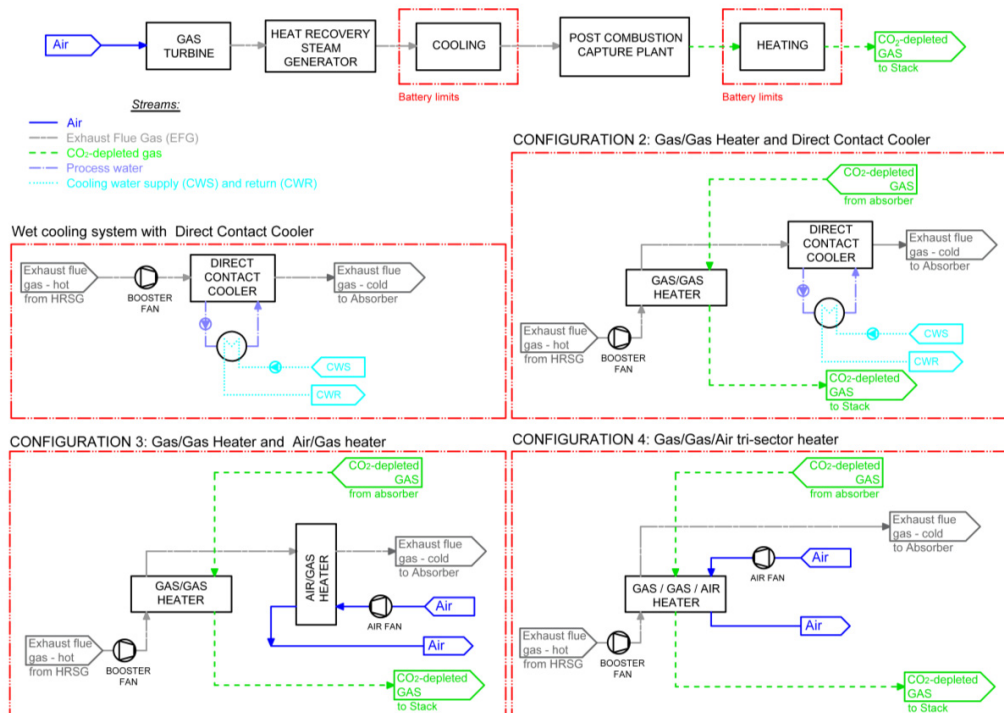 Air
GAS
TURBINE
HEAT RECOVERY
STEAM
GENERATOR
COOLING
Battery limits
POST COMBUSTION
CAPTURE PLANT
HEATING
Battery limits
CO2-depleted
GAS
to Stack
Streams:
Air
Exhaust Flue Gas (EFG)
CO2-depleted gas
Process water
Cooling water supply (CWS) and return (CWR)
Wet cooling system with Direct Contact Cooler
Exhaust flue
gas - hot
from HRSG
BOOSTER
FAN
DIRECT
CONTACT
COOLER
Exhaust flue
gas - cold
to Absorber
CWS
CWR
CONFIGURATION 2: Gas/Gas Heater and Direct Contact Cooler
CO2-depleted
GAS
from absorber
DIRECT
CONTACT
COOLER
Exhaust flue
gas - cold
to Absorber
GAS/GAS
HEATER
Exhaust flue
gas - hot
from HRSG
BOOSTER
FAN
CWS
CWR
CO2-depleted
GAS
to Stack
CONFIGURATION 3: Gas/Gas Heater and Air/Gas heater
CO2-depleted
GAS
from absorber
AIR/GAS
HEATER
Exhaust flue
gas - cold
to Absorber
GAS/GAS
HEATER
AIR FAN
Air
Air
Exhaust flue
gas - hot
from HRSG
BOOSTER
FAN
CO2-depleted
GAS
to Stack
CONFIGURATION 4: Gas/Gas/Air tri-sector heater
CO2-depleted
GAS
from absorber
Exhaust flue
gas - cold
to Absorber
AIR FAN
Air
GAS / GAS / AIR
HEATER
Air
Exhaust flue
gas - hot
from HRSG
BOOSTER
FAN
CO2-depleted
GAS
to Stack